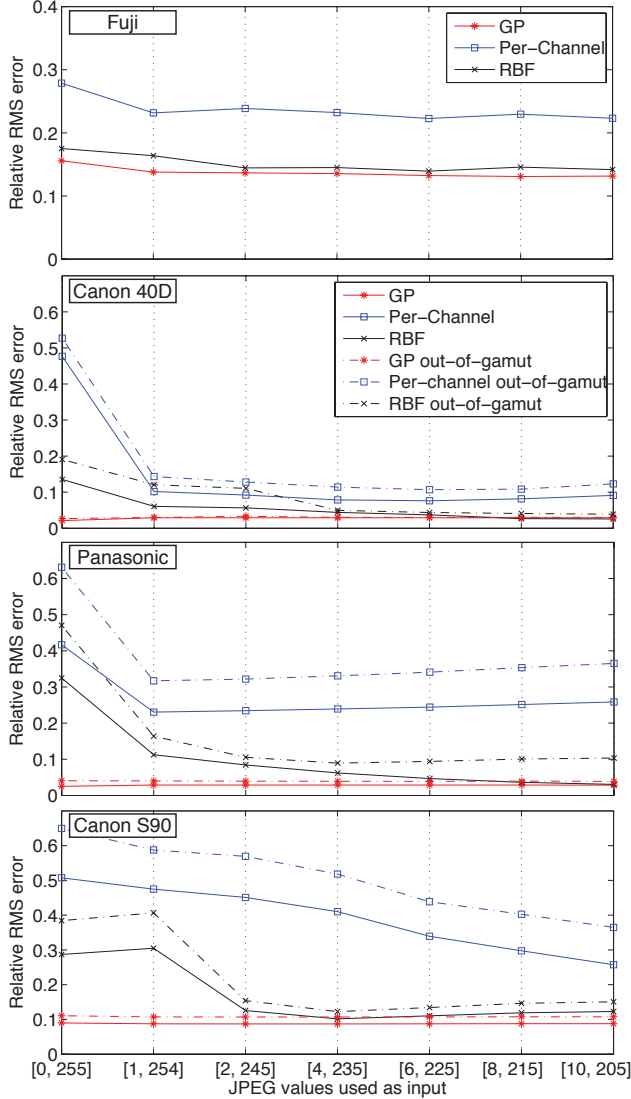 0.4
Fuji
GP
Per-Channel
RBF
0.3
0.2
0.1
0
Relative RMS error
Canon 40D
GP
Per-Channel
RBF
GP out-of-gamut
Per-channel out-of-gamut
RBF out-of-gamut
0.6
0.5
0.4
0.3
0.2
0.1
0
Relative RMS error
Panasonic
0.6
0.5
0.4
0.3
0.2
0.1
0
Relative RMS error
Canon S90
0.6
0.5
0.4
0.3
0.2
0.1
0
Relative RMS error
[0, 255] [1, 254] [2, 245] [4, 235] [6, 225] [8, 215] [10, 205]
JPEG values used as input